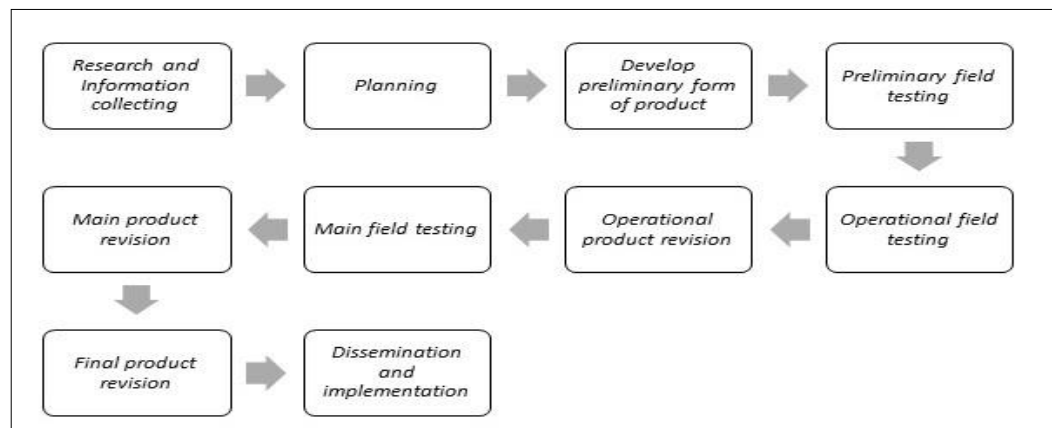 Research and
Information
collecting
Planning
Develop
preliminary form
of product
Preliminary field
testing
Operational field
testing
Operational
product revision
Main field testing
Main product
revision
Final product
revision
Dissemination
and
implementation